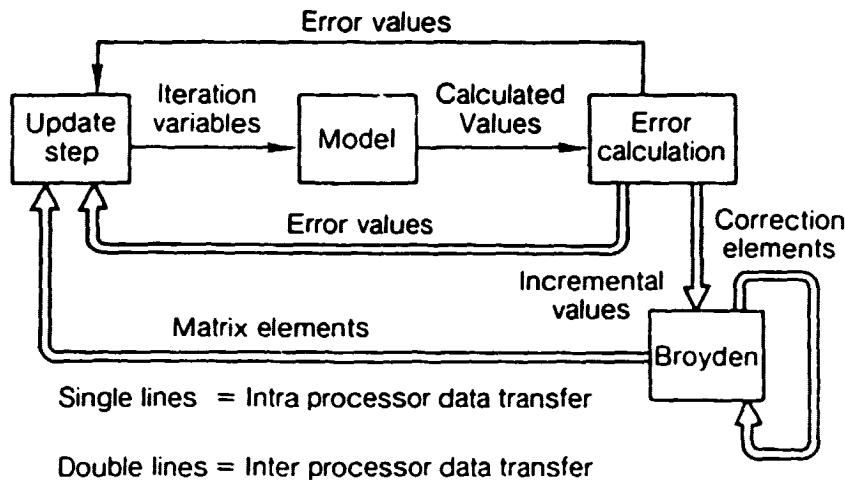 Error values
Update
step
Iteration
variables
Model
Calculated
Values
Error
calculation
Error values
Correction
elements
Incremental
values
Matrix elements
Broyden
Single lines = Intra processor data transfer
Double lines = Inter processor data transfer